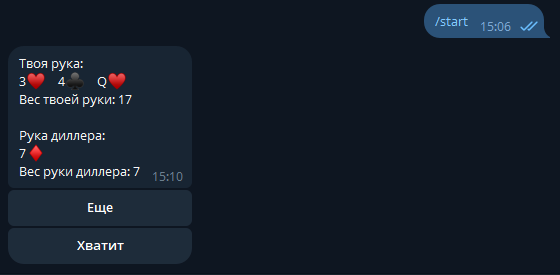 /start 15:06
Твоя рука:
3♥️ 4♣️ Q♥️
Вес твоей руки: 17
Рука диллера:
7♦️
Вес руки диллера: 7 15:10
Еще
Хватит